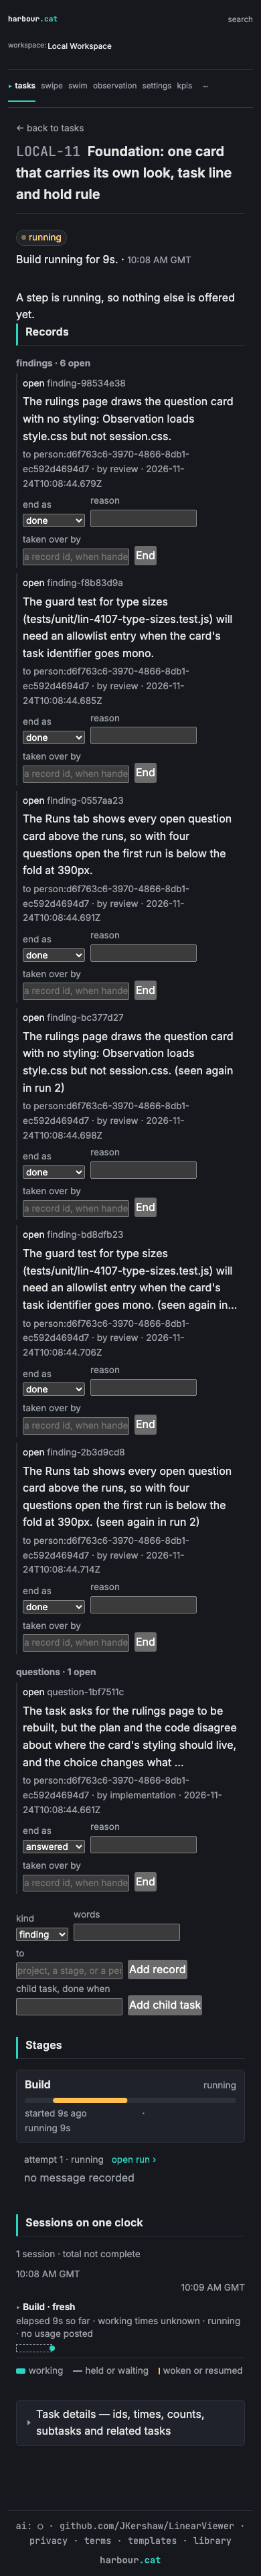 harbour.cat
search
workspace: Local Workspace
▸ tasks swipe swim observation settings kpis ···
← back to tasks
LOCAL-11 Foundation: one card
that carries its own look, task line
and hold rule
running
Build running for 9s. · 10:08 AM GMT
A step is running, so nothing else is offered
yet.
Records
findings · 6 open
open finding-98534e38
The rulings page draws the question card
with no styling: Observation loads
style.css but not session.css.
to person:d6f763c6-3970-4866-8db1-
ec592d4694d7 · by review · 2026-11-
24T10:08:44.679Z
end as reason
done
taken over by
a record id, when hande End
open finding-f8b83d9a
The guard test for type sizes
(tests/unit/lin-4107-type-sizes.test.js) will
need an allowlist entry when the card's
task identifier goes mono.
to person:d6f763c6-3970-4866-8db1-
ec592d4694d7 · by review · 2026-11-
24T10:08:44.685Z
end as reason
done
taken over by
a record id, when hande End
open finding-0557aa23
The Runs tab shows every open question
card above the runs, so with four
questions open the first run is below the
fold at 390px.
to person:d6f763c6-3970-4866-8db1-
ec592d4694d7 · by review · 2026-11-
24T10:08:44.691Z
end as reason
done
taken over by
a record id, when hande End
open finding-bc377d27
The rulings page draws the question card
with no styling: Observation loads
style.css but not session.css. (seen again
in run 2)
to person:d6f763c6-3970-4866-8db1-
ec592d4694d7 · by review · 2026-11-
24T10:08:44.698Z
end as reason
done
taken over by
a record id, when hande End
open finding-bd8dfb23
The guard test for type sizes
(tests/unit/lin-4107-type-sizes.test.js) will
need an allowlist entry when the card's
task identifier goes mono. (seen again in…
to person:d6f763c6-3970-4866-8db1-
ec592d4694d7 · by review · 2026-11-
24T10:08:44.706Z
end as reason
done
taken over by
a record id, when hande End
open finding-2b3d9cd8
The Runs tab shows every open question
card above the runs, so with four
questions open the first run is below the
fold at 390px. (seen again in run 2)
to person:d6f763c6-3970-4866-8db1-
ec592d4694d7 · by review · 2026-11-
24T10:08:44.714Z
end as reason
done
taken over by
a record id, when hande End
questions · 1 open
open question-1bf7511c
The task asks for the rulings page to be
rebuilt, but the plan and the code disagree
about where the card's styling should live,
and the choice changes what …
to person:d6f763c6-3970-4866-8db1-
ec592d4694d7 · by implementation · 2026-11-
24T10:08:44.661Z
end as reason
answered
taken over by
a record id, when hande End
kind words
finding
to
project, a stage, or a per Add record
child task, done when
Add child task
Stages
Build running
started 9s ago ·
running 9s
attempt 1 · running open run ›
no message recorded
Sessions on one clock
1 session · total not complete
10:08 AM GMT
10:09 AM GMT
▸ Build · fresh
elapsed 9s so far · working times unknown · running
· no usage posted
working held or waiting woken or resumed
Task details — ids, times, counts,
subtasks and related tasks
ai: ○ · github.com/JKershaw/LinearViewer ·
privacy · terms · templates · library
harbour.cat